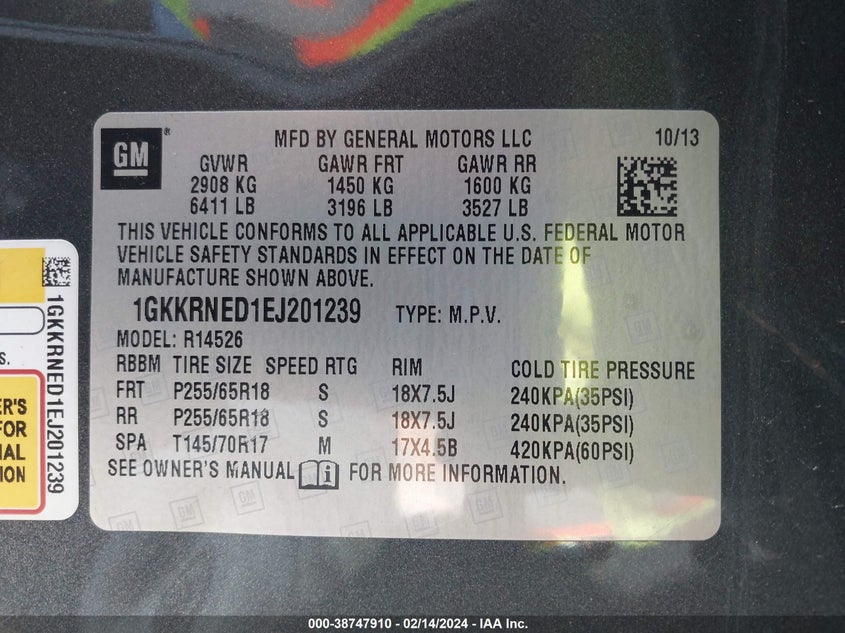 GM
®
MFD BY GENERAL MOTORS LLC 10/13
GVWR GAWR FRT GAWR RR
2908 KG 1450 KG 1600 KG
6411 LB 3196 LB 3527 LB
THIS VEHICLE CONFORMS TO ALL APPLICABLE U.S. FEDERAL MOTOR
VEHICLE SAFETY STANDARDS IN EFFECT ON THE DATE OF
MANUFACTURE SHOWN ABOVE.
1GKKRNED1EJ201239 TYPE: M.P.V.
MODEL: R14526
RBBM TIRE SIZE SPEED RTG RIM COLD TIRE PRESSURE
FRT P255/65R18 S 18X7.5J 240KPA(35PSI)
RR P255/65R18 S 18X7.5J 240KPA(35PSI)
SPA T145/70R17 M 17X4.5B 420KPA(60PSI)
SEE OWNER'S MANUAL i FOR MORE INFORMATION.
1GKKRNED1EJ201239
S.
ER'S
FOR
NAL
ION
000-38747910 - 02/14/2024 - IAA Inc.